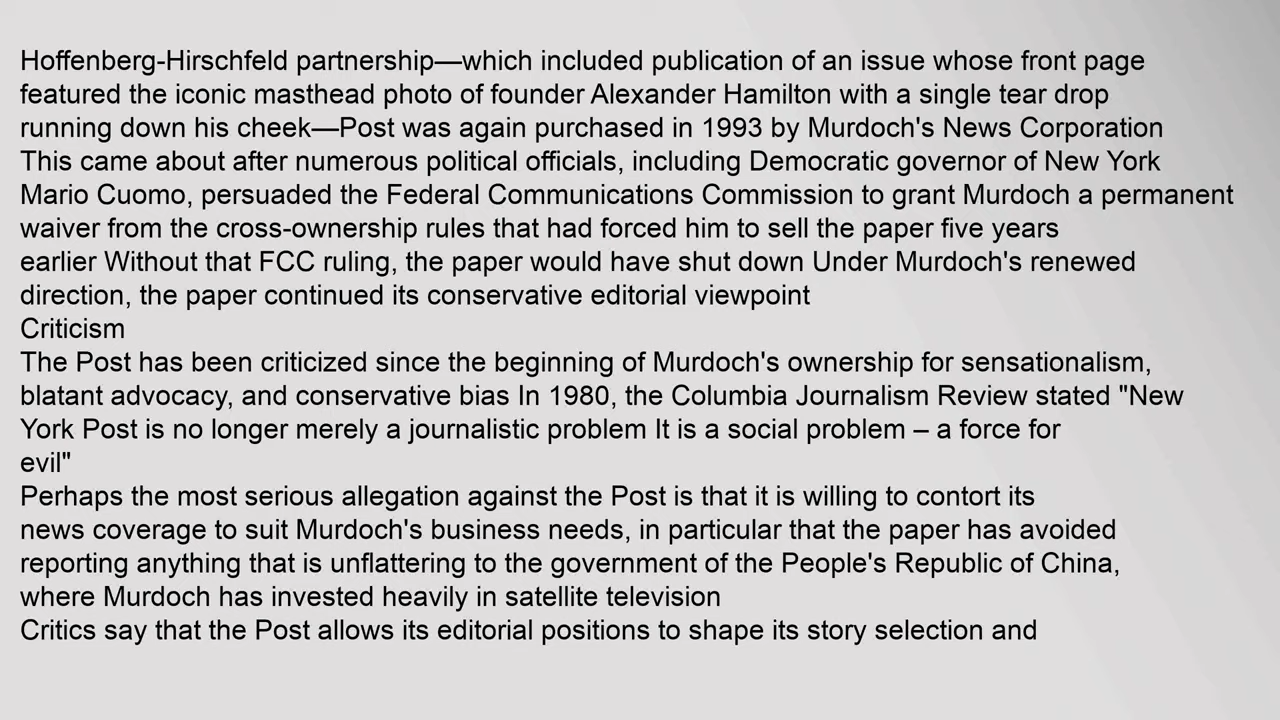 Hoffenberg-Hirschfeld partnership—which included publication of an issue whose front page
featured the iconic masthead photo of founder Alexander Hamilton with a single tear drop
running down his cheek—Post was again purchased in 1993 by Murdoch's News Corporation
This came about after numerous political officials, including Democratic governor of New York
Mario Cuomo, persuaded the Federal Communications Commission to grant Murdoch a permanent
waiver from the cross-ownership rules that had forced him to sell the paper five years
earlier Without that FCC ruling, the paper would have shut down Under Murdoch's renewed
direction, the paper continued its conservative editorial viewpoint
Criticism
The Post has been criticized since the beginning of Murdoch's ownership for sensationalism,
blatant advocacy, and conservative bias In 1980, the Columbia Journalism Review stated "New
York Post is no longer merely a journalistic problem It is a social problem – a force for
evil"
Perhaps the most serious allegation against the Post is that it is willing to contort its
news coverage to suit Murdoch's business needs, in particular that the paper has avoided
reporting anything that is unflattering to the government of the People's Republic of China,
where Murdoch has invested heavily in satellite television
Critics say that the Post allows its editorial positions to shape its story selection and